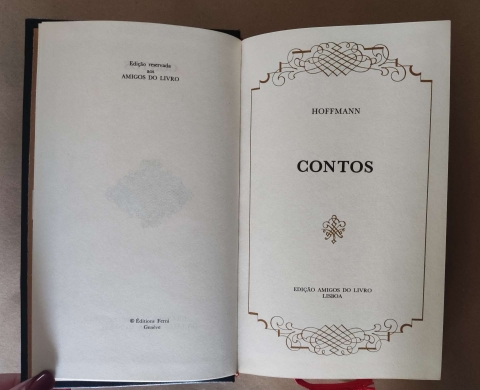 Edição reservada
aos
AMIGOS DO LIVRO
© Éditions Ferni
Genève
HOFFMANN
CONTOS
EDIÇÃO AMIGOS DO LIVRO
LISBOA